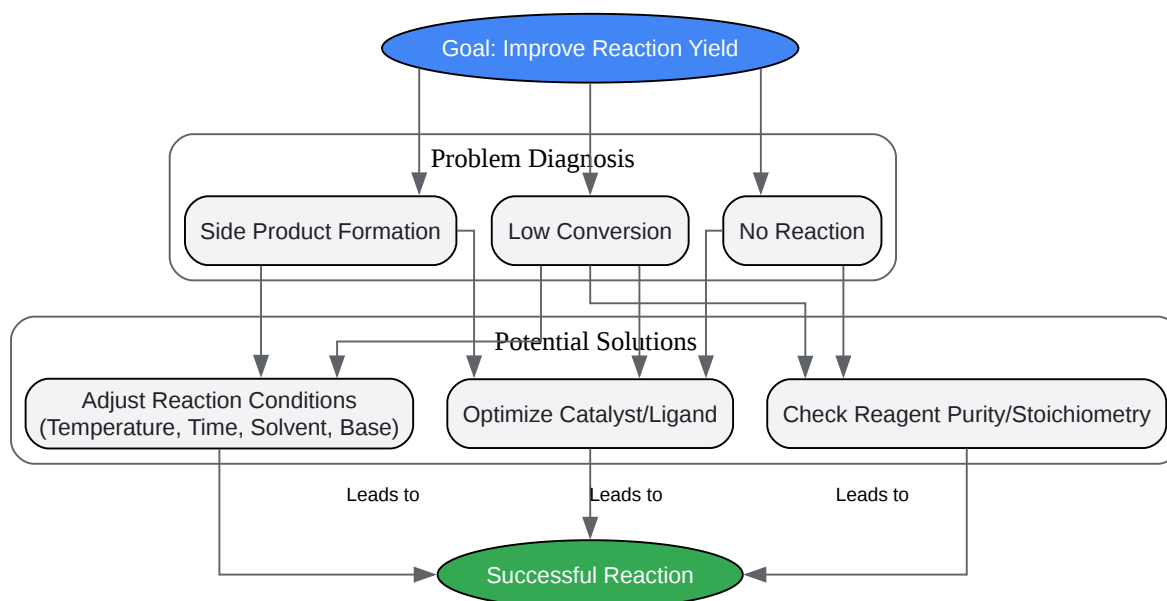 Goal: Improve Reaction Yield
Problem Diagnosis
Side Product Formation
Low Conversion
No Reaction
Potential Solutions
Adjust Reaction Conditions
(Temperature, Time, Solvent, Base)
Optimize Catalyst/Ligand
Check Reagent Purity/Stoichiometry
Leads to
Leads to
Leads to
Successful Reaction